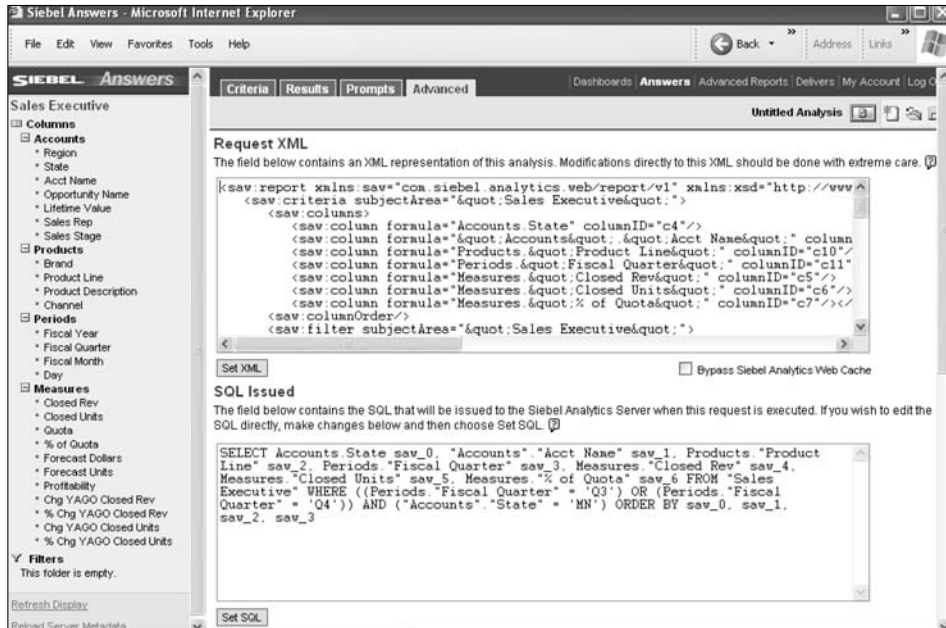 Siebel Answers - Microsoft Internet Explorer
File Edit View Favorites Tools Help
Back
Address
Links
SIEBEL Answers
Criteria Results Prompts Advanced
Dashboards Answers Advanced Reports Delivers My Account Log
Untitled Analysis
Sales Executive
Columns
Accounts
Region
State
Acct Name
Opportunity Name
Lifetime Value
Sales Rep
Sales Stage
Products
Brand
Product Line
Product Description
Channel
Periods
Fiscal Year
Fiscal Quarter
Fiscal Month
Day
Measures
Closed Rev
Closed Units
Quota
% of Quota
Forecast Dollars
Forecast Units
Profitability
Chg YAGO Closed Rev
% Chg YAGO Closed Rev
Chg YAGO Closed Units
% Chg YAGO Closed Units
Filters
This folder is empty.
Refresh Display
Reload Server Metadata
Request XML
The field below contains an XML representation of this analysis. Modifications directly to this XML should be done with extreme care.
<saw:report xmlns:saw="com.siebel.analytics.web/report/v1" xmlns:xsd="http://www
<saw:criteria subjectArea="&quot;Sales Executive&quot;">
<saw:columns>
<saw:column formula="Accounts.State" columnID="c4"/>
<saw:column formula="&quot;Accounts&quot;.&quot;Acct Name&quot;" column
<saw:column formula="Products.&quot;Product Line&quot;" columnID="c10"/
<saw:column formula="Periods.&quot;Fiscal Quarter&quot;" columnID="c11"
<saw:column formula="Measures.&quot;Closed Rev&quot;" columnID="c5"/>
<saw:column formula="Measures.&quot;Closed Units&quot;" columnID="c6"/>
<saw:column formula="Measures.&quot;% of Quota&quot;" columnID="c7"/></
<saw:columnOrder/>
<saw:filter subjectArea="&quot;Sales Executive&quot;">
Set XML
Bypass Siebel Analytics Web Cache
SQL Issued
The field below contains the SQL that will be issued to the Siebel Analytics Server when this request is executed. If you wish to edit the
SQL directly, make changes below and then choose Set SQL.
SELECT Accounts.State saw_0, "Accounts"."Acct Name" saw_1, Products."Product
Line" saw_2, Periods."Fiscal Quarter" saw_3, Measures."Closed Rev" saw_4,
Measures."Closed Units" saw_5, Measures."% of Quota" saw_6 FROM "Sales
Executive" WHERE ((Periods."Fiscal Quarter" = 'Q3') OR (Periods."Fiscal
Quarter" = 'Q4')) AND ("Accounts"."State" = 'MN') ORDER BY saw_0, saw_1,
saw_2, saw_3
Set SQL